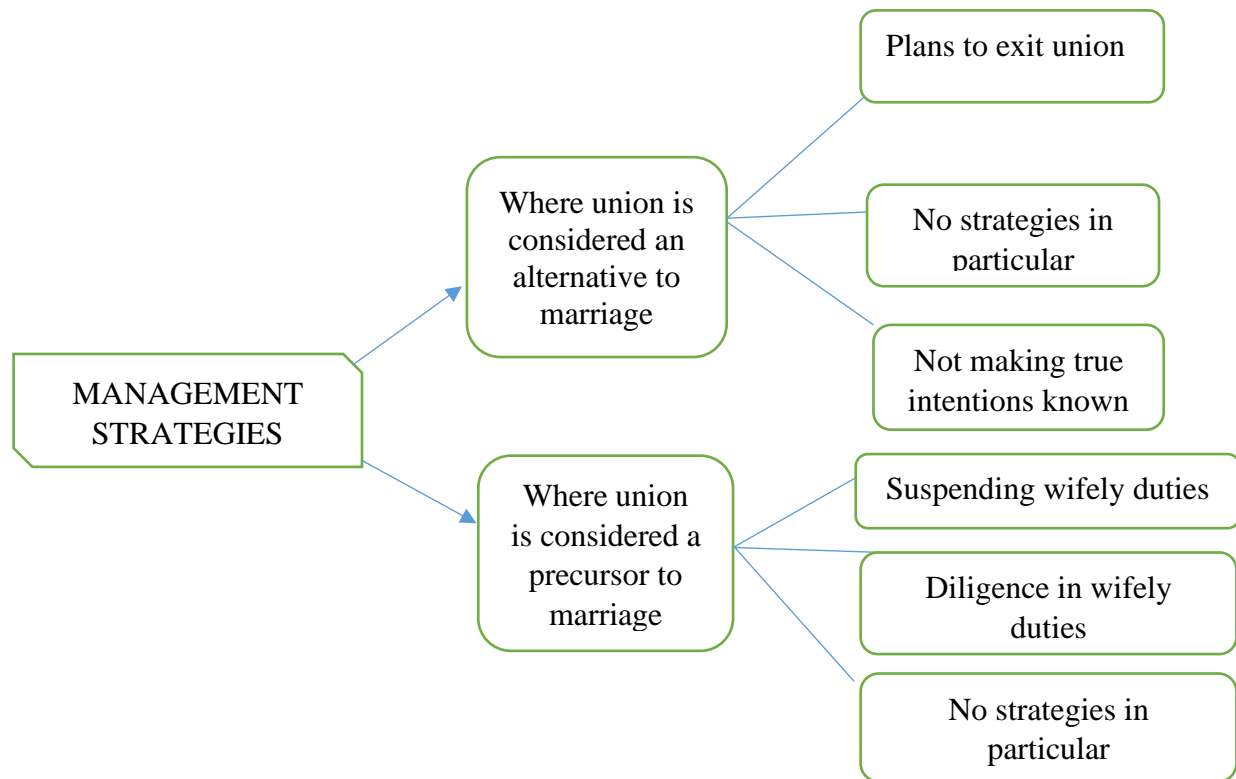 Plans to exit union
Where union is
considered an
alternative to
marriage
No strategies in
particular
Not making true
intentions known
MANAGEMENT
STRATEGIES
Where union
is considered a
precursor to
marriage
Suspending wifely duties
Diligence in wifely
duties
No strategies in
particular